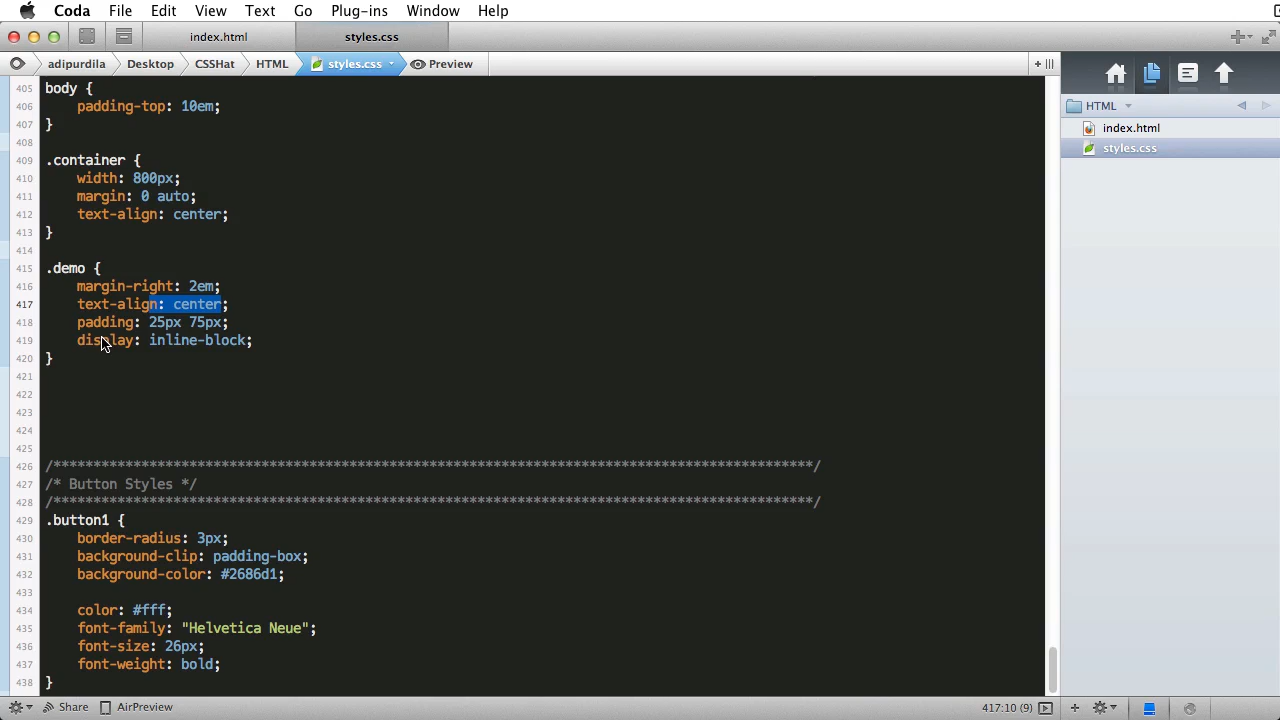 Coda File Edit View Text Go Plug-ins Window Help
index.html styles.css
adipurdila Desktop CSSHat HTML styles.css Preview
HTML
index.html
styles.css
405 body {
406 padding-top: 10em;
407 }
408
409 .container {
410 width: 800px;
411 margin: 0 auto;
412 text-align: center;
413 }
414
415 .demo {
416 margin-right: 2em;
417 text-align: center;
418 padding: 25px 75px;
419 display: inline-block;
420 }
421
422
423
424
425
426 /***********************************************************************************************/
427 /* Button Styles */
428 /***********************************************************************************************/
429 .button1 {
430 border-radius: 3px;
431 background-clip: padding-box;
432 background-color: #2686d1;
433
434 color: #fff;
435 font-family: "Helvetica Neue";
436 font-size: 26px;
437 font-weight: bold;
438 }
Share AirPreview 417:10 (9)